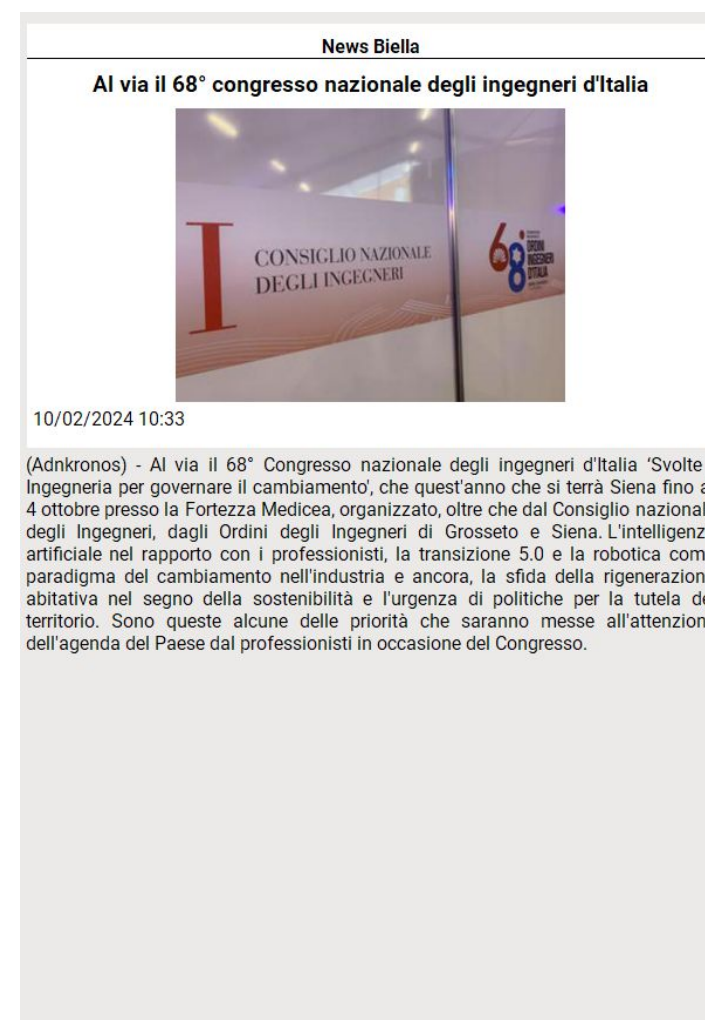 News Biella
Al via il 68° congresso nazionale degli ingegneri d'Italia
I
CONSIGLIO NAZIONALE
DEGLI INGEGNERI
68°
ORDINI
INGEGNERI
D'ITALIA
10/02/2024 10:33
(Adnkronos) - Al via il 68° Congresso nazionale degli ingegneri d'Italia ‘Svolte
Ingegneria per governare il cambiamento', che quest'anno che si terrà Siena fino a
4 ottobre presso la Fortezza Medicea, organizzato, oltre che dal Consiglio nazional
degli Ingegneri, dagli Ordini degli Ingegneri di Grosseto e Siena. L'intelligenz
artificiale nel rapporto con i professionisti, la transizione 5.0 e la robotica com
paradigma del cambiamento nell'industria e ancora, la sfida della rigenerazion
abitativa nel segno della sostenibilità e l'urgenza di politiche per la tutela de
territorio. Sono queste alcune delle priorità che saranno messe all'attenzion
dell'agenda del Paese dal professionisti in occasione del Congresso.